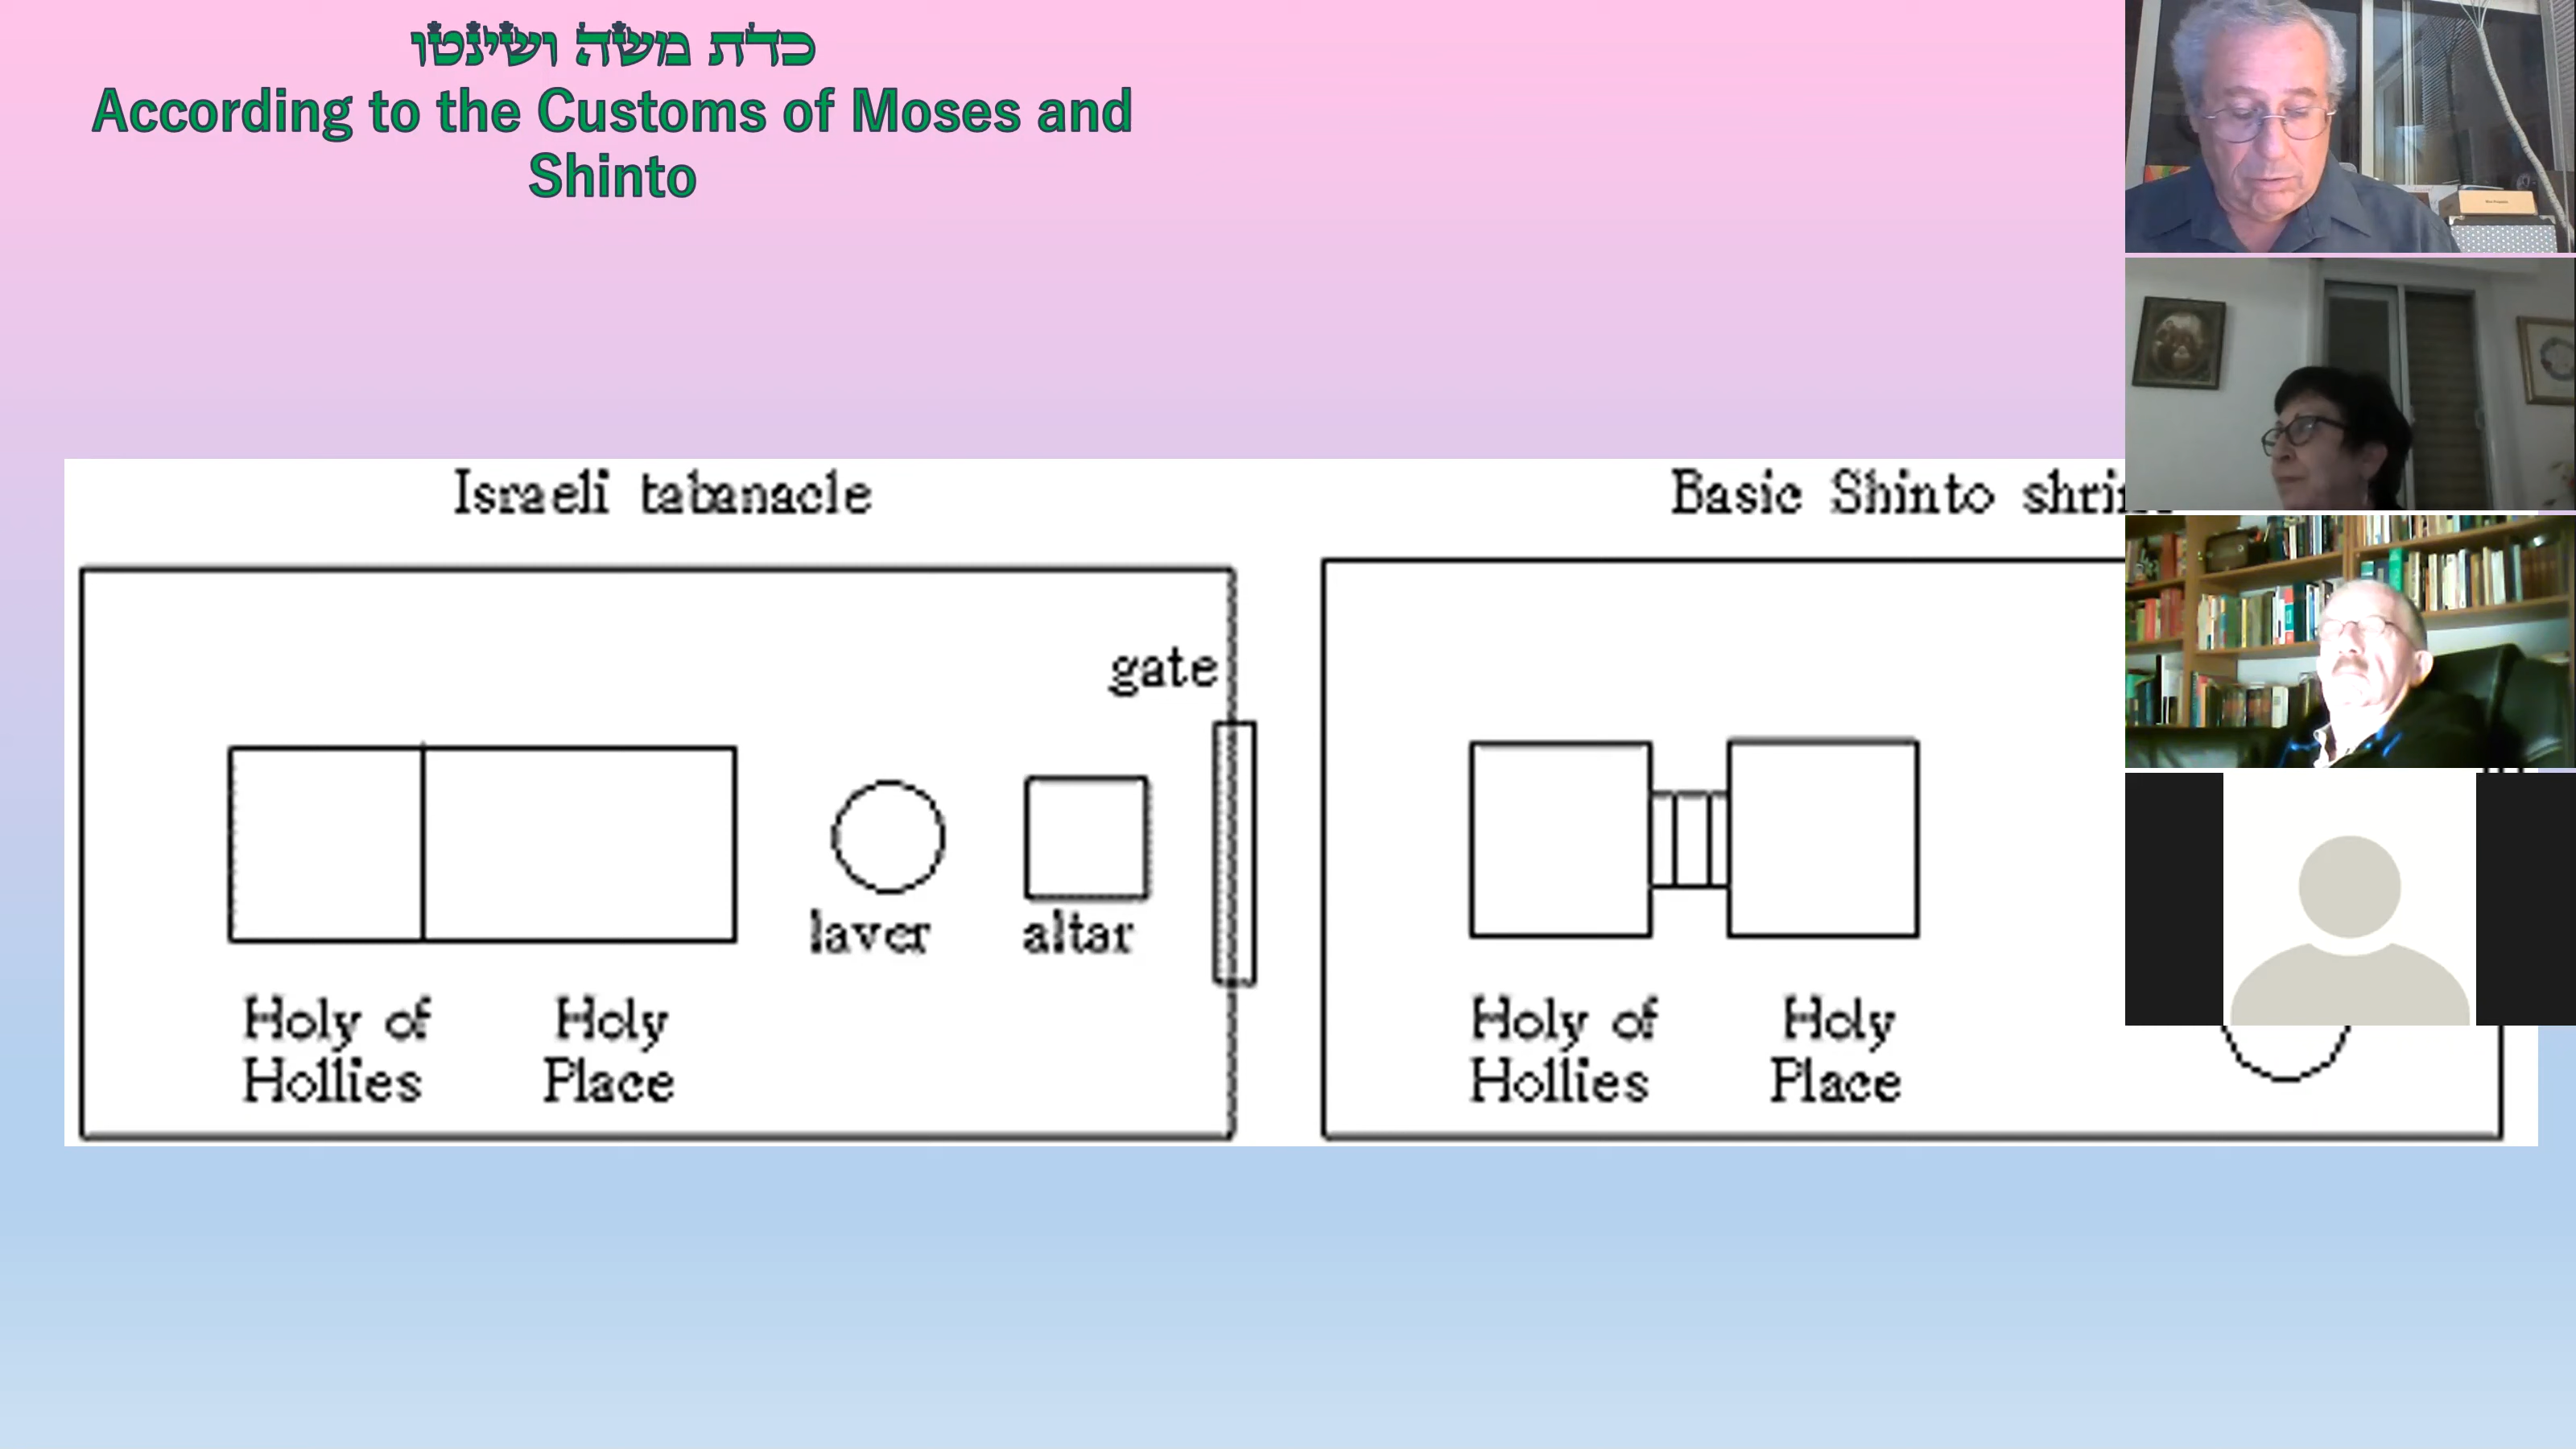 כדת משה ושינטו
According to the Customs of Moses and
Shinto
Israeli tabanacle
Basic Shinto
gate
laver
altar
Holy of
Hollies
Holy
Place
Holy of
Hollies
Holy
Place